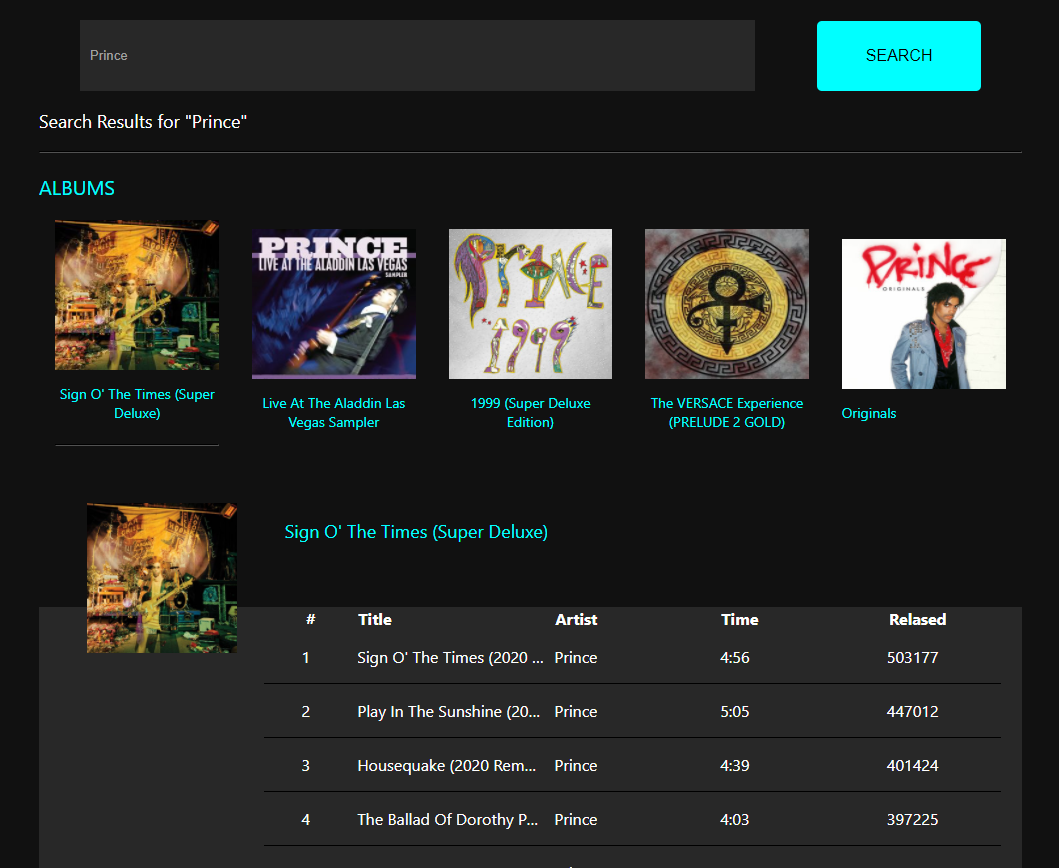 Prince
SEARCH
Search Results for "Prince"
ALBUMS
PRINCE
LIVE AT THE ALADDIN LAS VEGAS
SAMPLER
PRINCE
1999
PRINCE
ORIGINALS
Sign O' The Times (Super
Deluxe)
Live At The Aladdin Las
Vegas Sampler
1999 (Super Deluxe
Edition)
The VERSACE Experience
(PRELUDE 2 GOLD)
Originals
Sign O' The Times (Super Deluxe)
# Title Artist Time Relased
1 Sign O' The Times (2020 ... Prince 4:56 503177
2 Play In The Sunshine (20... Prince 5:05 447012
3 Housequake (2020 Rem... Prince 4:39 401424
4 The Ballad Of Dorothy P... Prince 4:03 397225